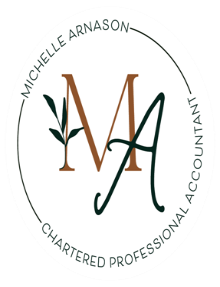 MICHELLE ARNASON
MA
CHARTERED PROFESSIONAL ACCOUNTANT